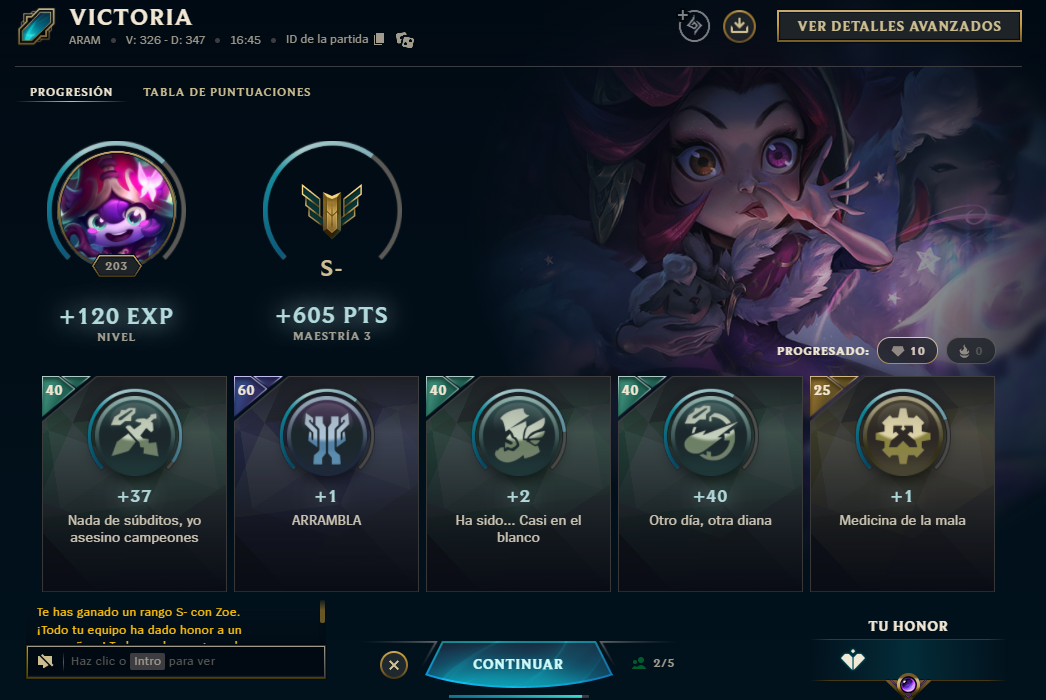 VICTORIA
ARAM • V: 326 - D: 347 • 16:45 • ID de la partida
VER DETALLES AVANZADOS
PROGRESIÓN
TABLA DE PUNTUACIONES
203
S-
+120 EXP
NIVEL
+605 PTS
MAESTRÍA 3
PROGRESADO: 10 0
40
+37
Nada de súbditos, yo
asesino campeones
60
+1
ARRAMBLA
40
+2
Ha sido... Casi en el
blanco
40
+40
Otro día, otra diana
25
+1
Medicina de la mala
Te has ganado un rango S- con Zoe.
¡Todo tu equipo ha dado honor a un
Haz clic o Intro para ver
CONTINUAR
2/5
TU HONOR